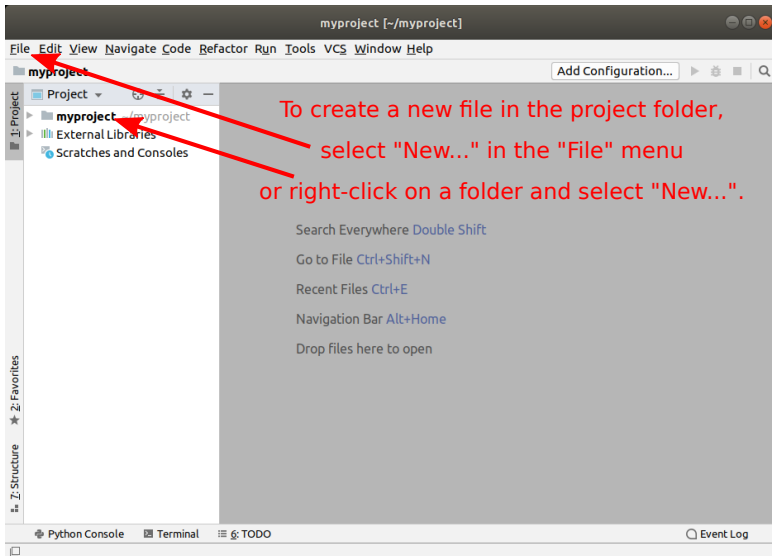 myproject [~/myproject]
File Edit View Navigate Code Refactor Run Tools VCS Window Help
myproject
Add Configuration...
1: Project
Project
myproject ~/myproject
External Libraries
Scratches and Consoles
To create a new file in the project folder,
select "New..." in the "File" menu
or right-click on a folder and select "New...".
Search Everywhere Double Shift
Go to File Ctrl+Shift+N
Recent Files Ctrl+E
Navigation Bar Alt+Home
Drop files here to open
2: Favorites
7: Structure
Python Console Terminal 6: TODO Event Log